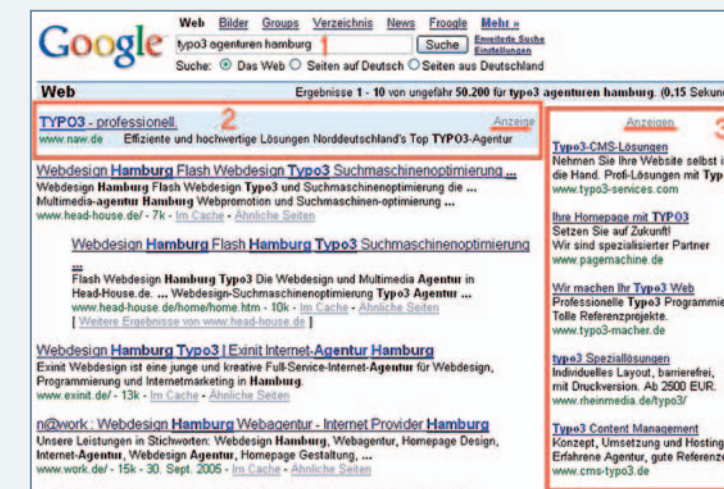 Web Bilder Groups Verzeichnis News Froogle Mehr »
Google
typo3 agenturen hamburg 1 Suche Erweiterte Suche
Einstellungen
Suche: Das Web Seiten auf Deutsch Seiten aus Deutschland
Web Ergebnisse 1 - 10 von ungefähr 50.200 für typo3 agenturen hamburg. (0,15 Sekun
TYPO3 - professionell. 2 Anzeige
www.naw.de Effiziente und hochwertige Lösungen Norddeutschland's Top TYPO3-Agentur
Webdesign Hamburg Flash Webdesign Typo3 Suchmaschinenoptimierung ...
Webdesign Hamburg Flash Webdesign Typo3 und Suchmaschinenoptimierung die ...
Multimedia-agentur Hamburg Webpromotion und Suchmaschinen-optimierung ...
www.head-house.de/ - 7k - Im Cache - Ähnliche Seiten
Webdesign Hamburg Flash Hamburg Typo3 Suchmaschinenoptimierung
...
Flash Webdesign Hamburg Typo3 Die Webdesign und Multimedia Agentur in
Head-House.de. ... Webdesign-Suchmaschinenoptimierung Typo3 Agentur ...
www.head-house.de/home/home.htm - 10k - Im Cache - Ähnliche Seiten
[ Weitere Ergebnisse von www.head-house.de ]
Webdesign Hamburg Typo3 | Exinit Internet-Agentur Hamburg
Exinit Webdesign ist eine junge und kreative Full-Service-Internet-Agentur für Webdesign,
Programmierung und Internetmarketing in Hamburg.
www.exinit.de/ - 13k - Im Cache - Ähnliche Seiten
n@work : Webdesign Hamburg Webagentur - Internet Provider Hamburg
Unsere Leistungen in Stichworten: Webdesign Hamburg, Webagentur, Homepage Design,
Internet-Agentur, Webdesign Agentur, Homepage Gestaltung, ...
www.work.de/ - 15k - 30. Sept. 2005 - Im Cache - Ähnliche Seiten
Anzeigen 3
Typo3-CMS-Lösungen
Nehmen Sie Ihre Website selbst i
die Hand. Profi-Lösungen mit Typ
www.typo3-services.com
Ihre Homepage mit TYPO3
Setzen Sie auf Zukunft!
Wir sind spezialisierter Partner
www.pagemachine.de
Wir machen Ihr Typo3 Web
Professionelle Typo3 Programmie
Tolle Referenzprojekte.
www.typo3-macher.de
typo3 Speziallösungen
Individuelles Layout, barrierefrei,
mit Druckversion. Ab 2500 EUR.
www.rheinmedia.de/typo3/
Typo3 Content Management
Konzept, Umsetzung und Hosting
Erfahrene Agentur, gute Referenze
www.cms-typo3.de